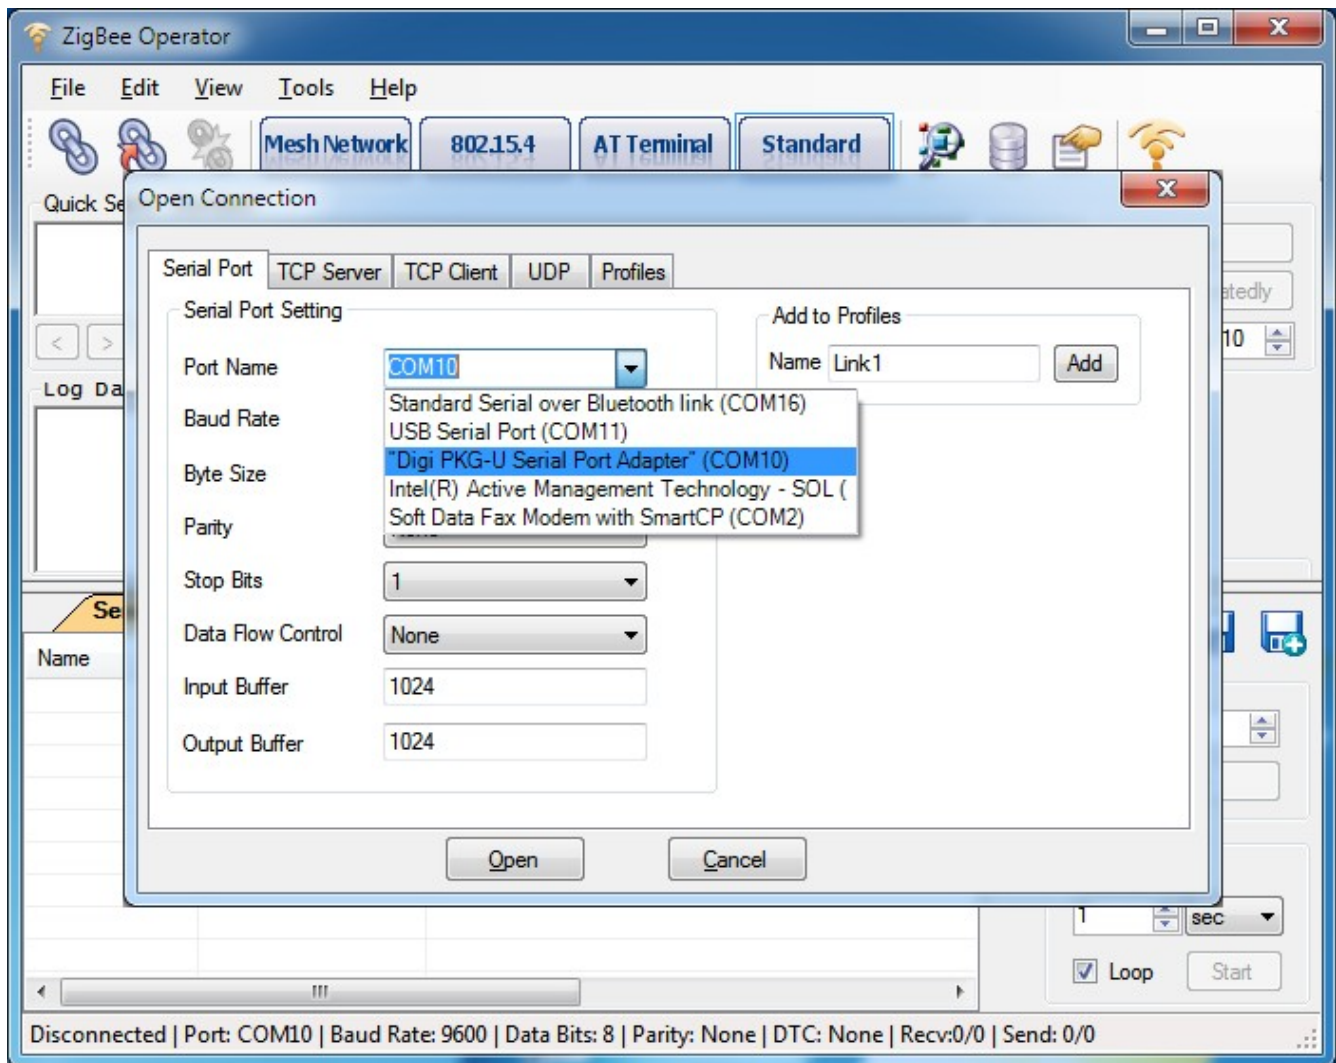 ZigBee Operator
File Edit View Tools Help
Mesh Network 802.15.4 AT Terminal Standard
Quick Se
Open Connection
Serial Port TCP Server TCP Client UDP Profiles
Serial Port Setting
Add to Profiles
atedly
< >
10
Port Name COM10
Name Link1 Add
Log Da
Standard Serial over Bluetooth link (COM16)
Baud Rate
USB Serial Port (COM11)
"Digi PKG-U Serial Port Adapter" (COM10)
Byte Size
Intel(R) Active Management Technology - SOL (
Soft Data Fax Modem with SmartCP (COM2)
Parity
Stop Bits 1
Se
Data Flow Control None
Name
Input Buffer 1024
Output Buffer 1024
Open Cancel
1 sec
Loop Start
Disconnected | Port: COM10 | Baud Rate: 9600 | Data Bits: 8 | Parity: None | DTC: None | Recv:0/0 | Send: 0/0